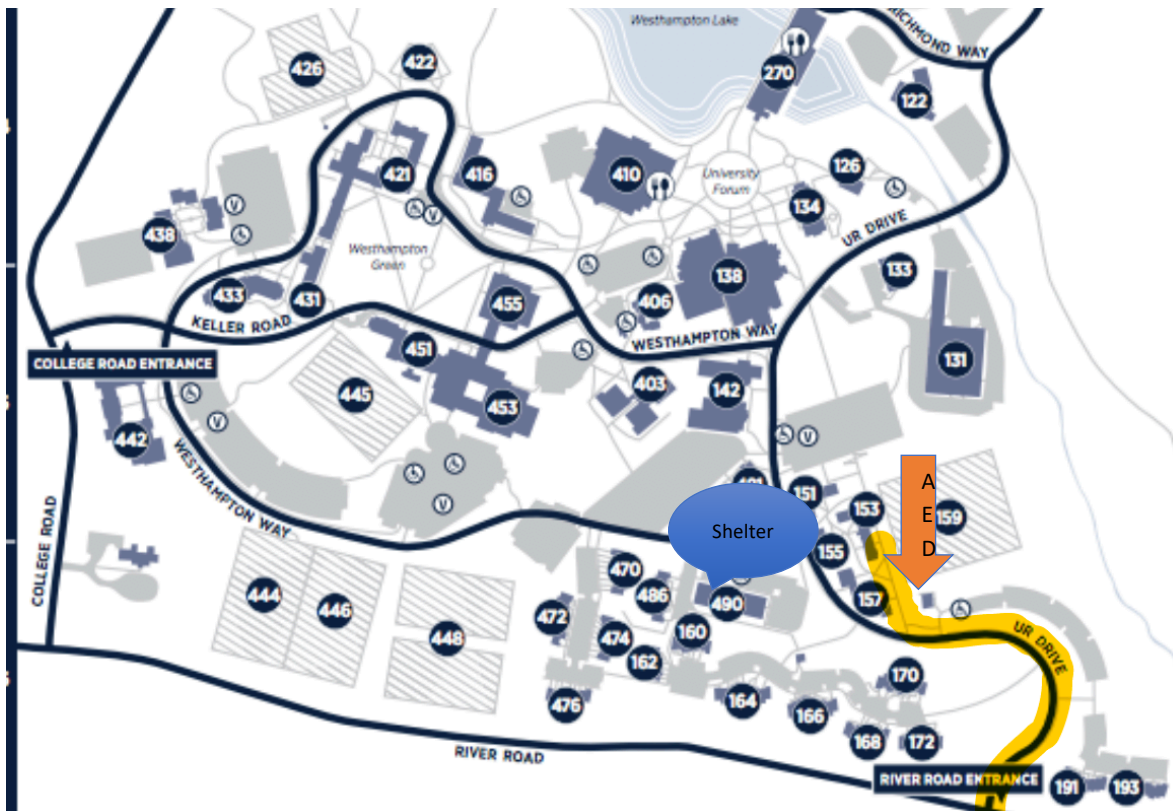 Westhampton Lake
RICHMOND WAY
426
422
270
122
421
416
410
University
Forum
126
134
UR DRIVE
V
V
438
Westhampton
Green
433
431
KELLER ROAD
455
406
138
133
WESTHAMPTON WAY
COLLEGE ROAD ENTRANCE
451
445
453
403
142
131
442
V
V
V
WESTHAMPTON WAY
COLLEGE ROAD
151
153
A
E
D
159
Shelter
155
444
446
448
470
486
490
157
472
474
160
162
UR DRIVE
476
164
166
170
168
172
RIVER ROAD
RIVER ROAD ENTRANCE
191
193